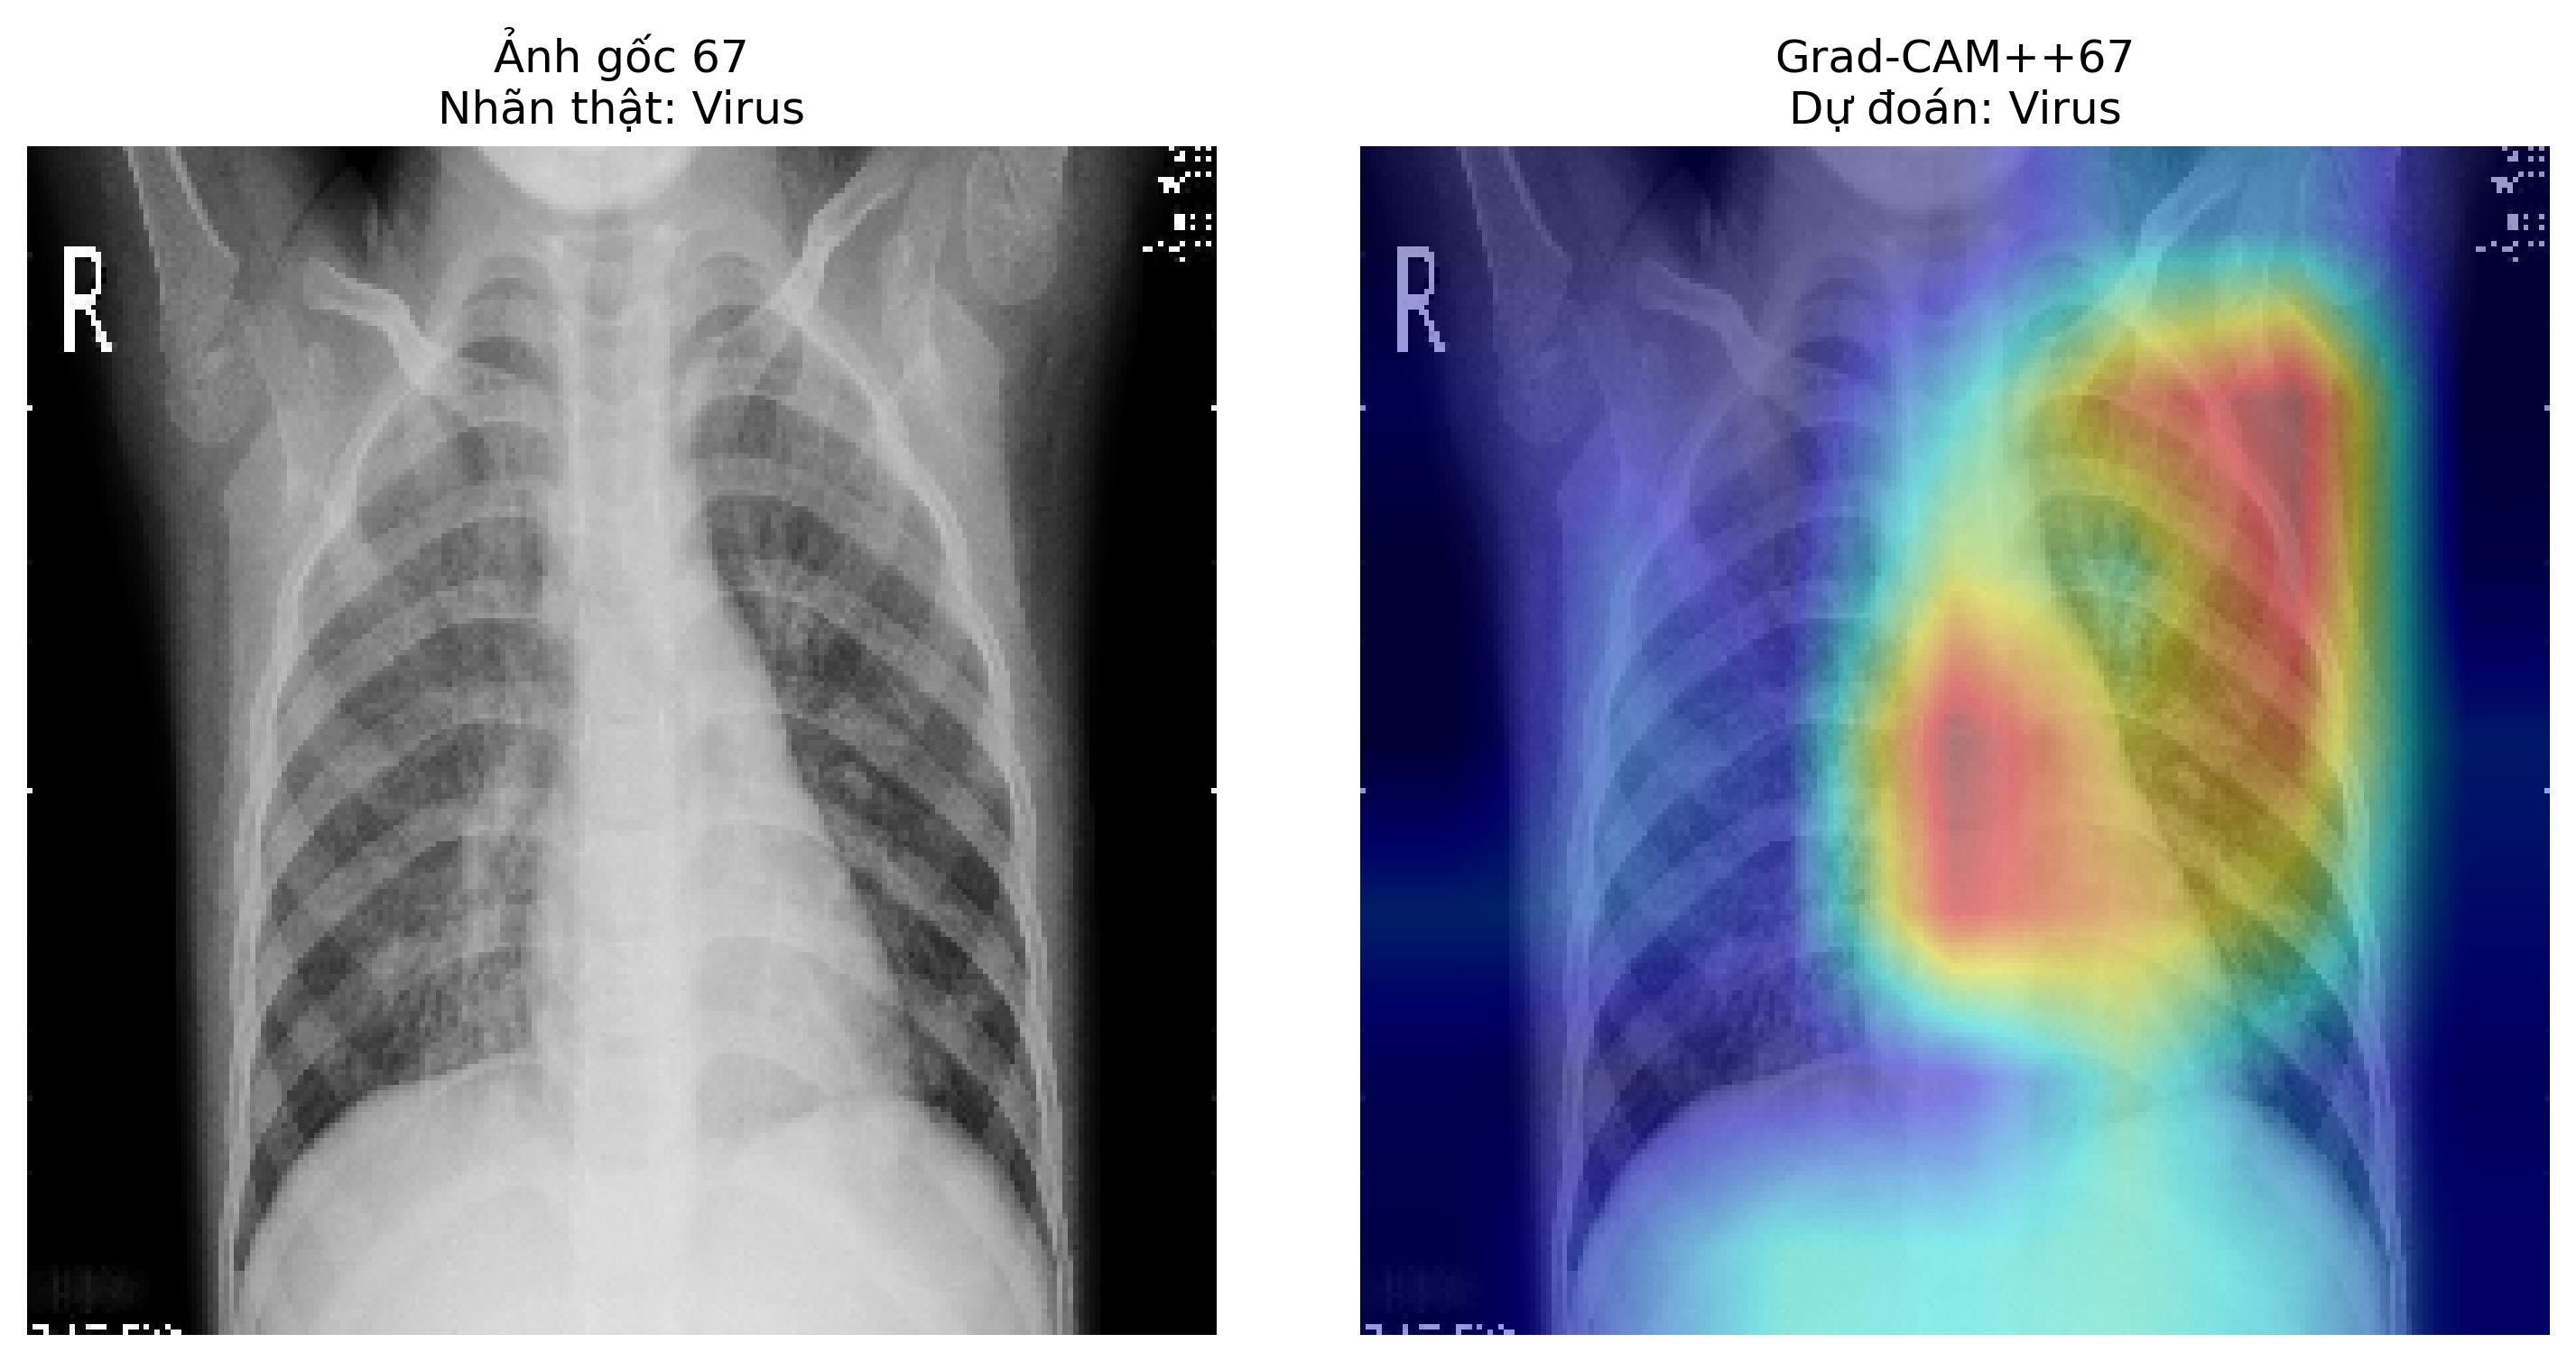 Ảnh gốc 67
Nhãn thật: Virus
Grad-CAM++67
Dự đoán: Virus
R
R